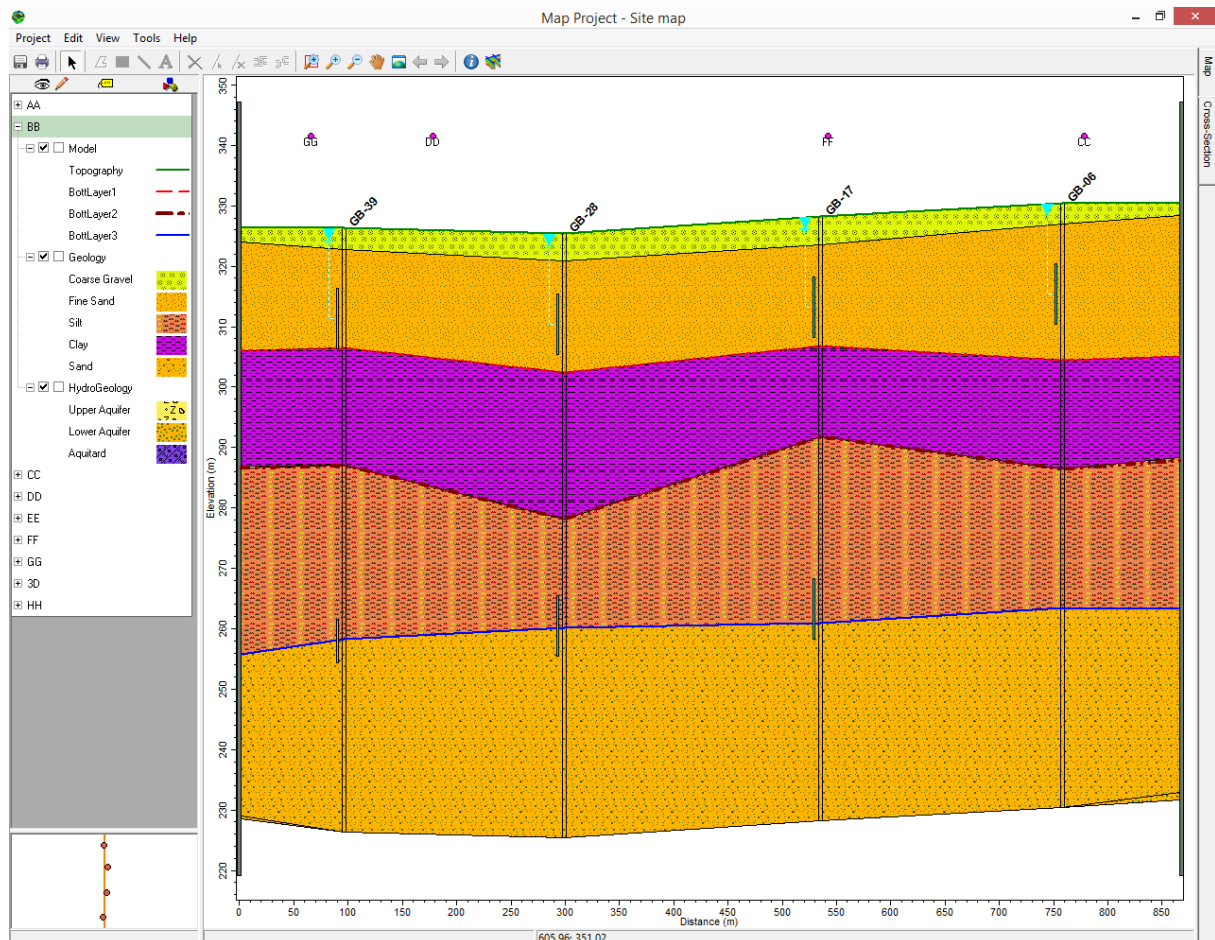 Map Project - Site map
Project Edit View Tools Help
AA
BB
Model
Topography
BottLayer1
BottLayer2
BottLayer3
Geology
Coarse Gravel
Fine Sand
Silt
Clay
Sand
HydroGeology
Upper Aquifer
Lower Aquifer
Aquitard
CC
DD
EE
FF
GG
3D
HH
Map
Cross-Section
GG DD FF CC
GB-39 GB-28 GB-17 GB-06
Elevation (m)
350
340
330
320
310
300
290
280
270
260
250
240
230
220
0 50 100 150 200 250 300 350 400 450 500 550 600 650 700 750 800 850
Distance (m)
605.96; 351.02